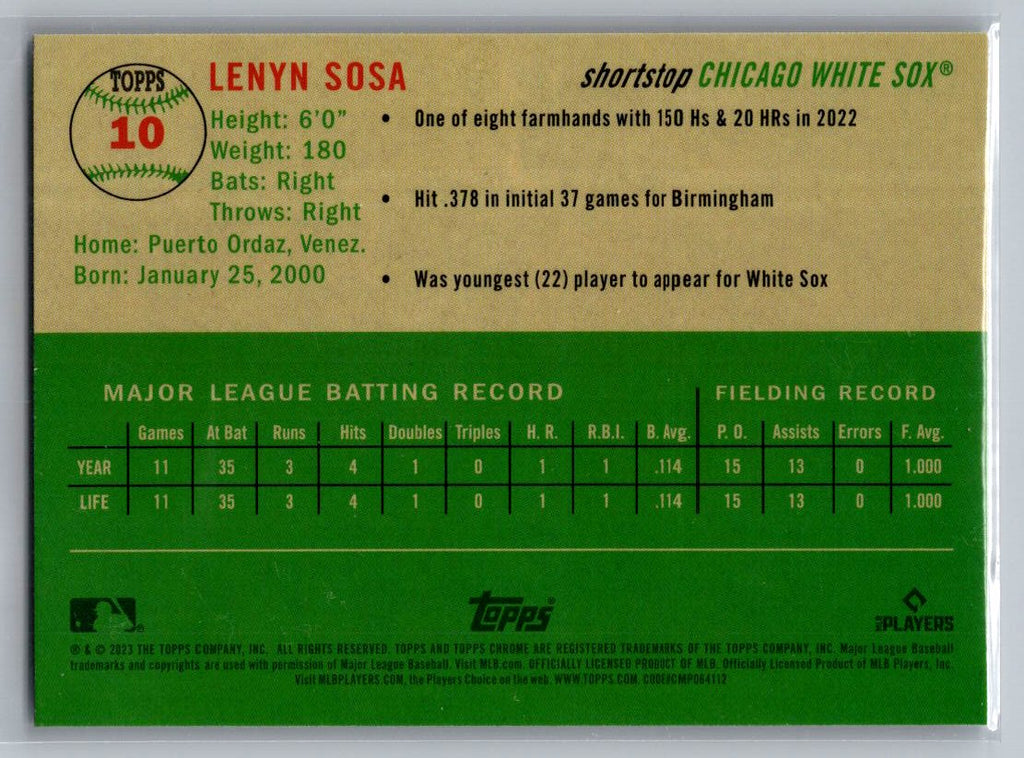 TOPPS
10
LENYN SOSA
shortstop CHICAGO WHITE SOX®
Height: 6'0"
Weight: 180
Bats: Right
Throws: Right
Home: Puerto Ordaz, Venez.
Born: January 25, 2000
• One of eight farmhands with 150 Hs & 20 HRs in 2022
• Hit .378 in initial 37 games for Birmingham
• Was youngest (22) player to appear for White Sox
MAJOR LEAGUE BATTING RECORD FIELDING RECORD
Games At Bat Runs Hits Doubles Triples H. R. R.B.I. B. Avg. P. O. Assists Errors F. Avg.
YEAR 11 35 3 4 1 0 1 1 .114 15 13 0 1.000
LIFE 11 35 3 4 1 0 1 1 .114 15 13 0 1.000
Topps®
MLB PLAYERS
® & © 2023 THE TOPPS COMPANY, INC. ALL RIGHTS RESERVED. TOPPS AND TOPPS CHROME ARE REGISTERED TRADEMARKS OF THE TOPPS COMPANY, INC. Major League Baseball
trademarks and copyrights are used with permission of Major League Baseball. Visit MLB.com. OFFICIALLY LICENSED PRODUCT OF MLB. Officially Licensed Product of MLB Players, Inc.
Visit MLBPLAYERS.COM, the Players Choice on the web. WWW.TOPPS.COM. CODE#CMP064112